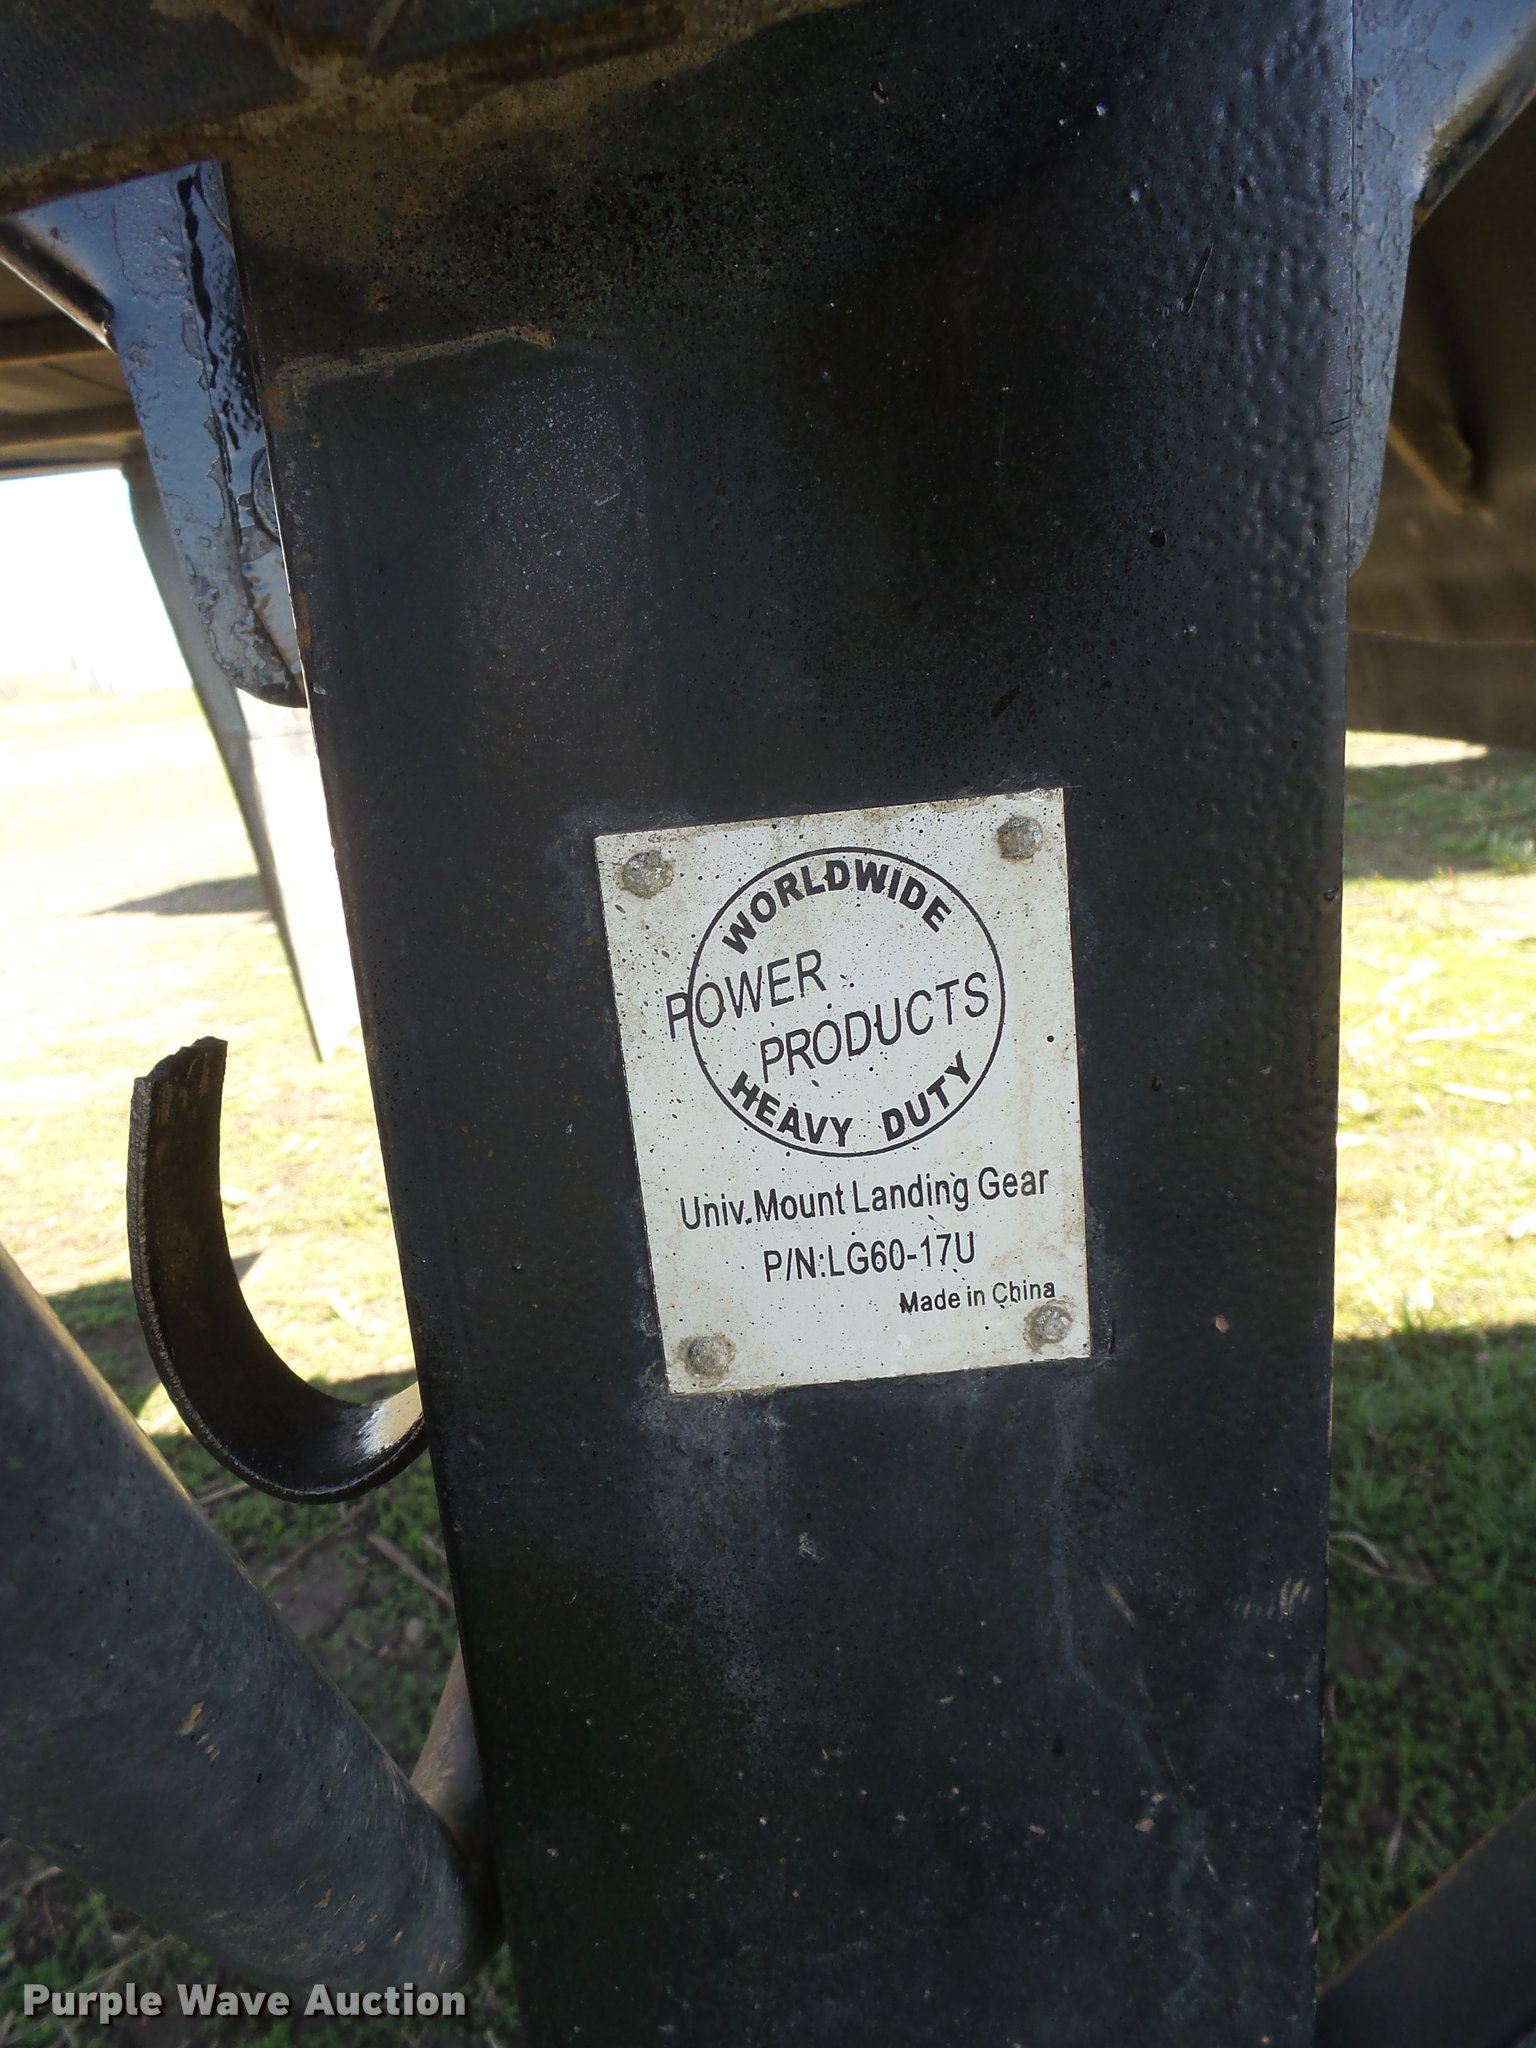 WORLDWIDE
POWER
PRODUCTS
HEAVY DUTY
Univ.Mount Landing Gear
P/N:LG60-17U
Made in China
Purple Wave Auction